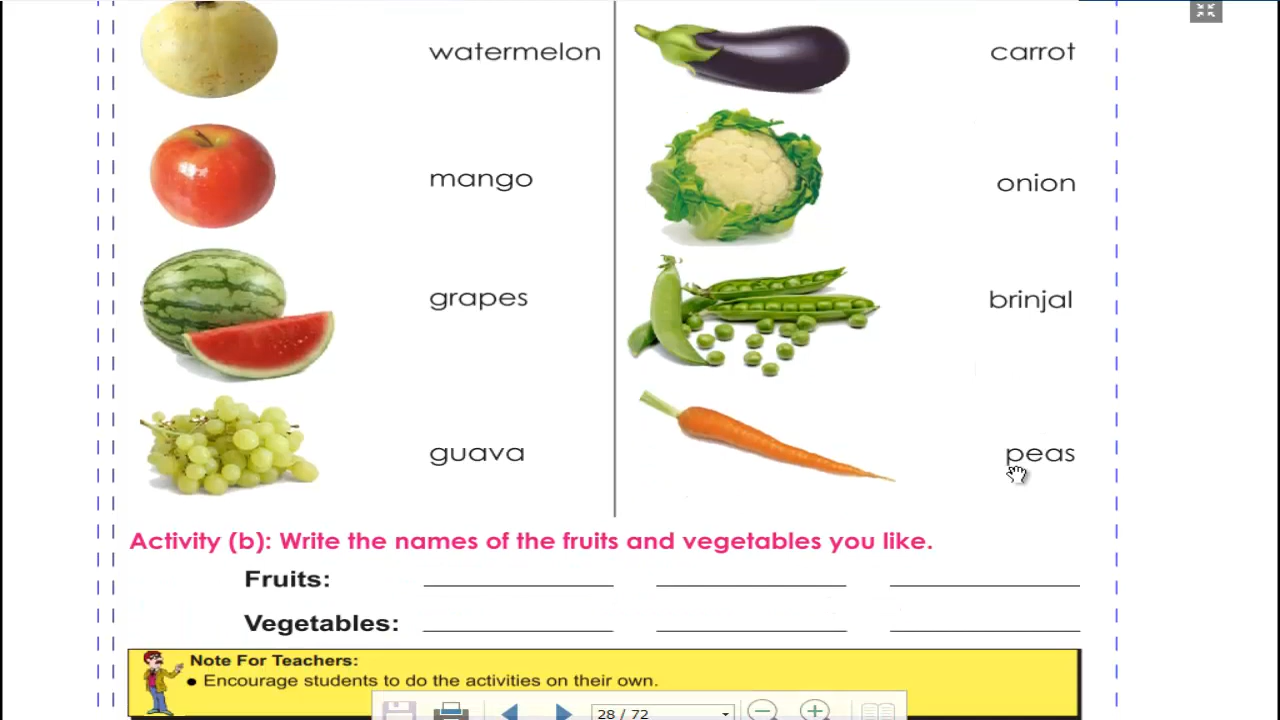 watermelon
carrot
mango
onion
grapes
brinjal
guava
peas
Activity (b): Write the names of the fruits and vegetables you like.
Fruits:
Vegetables:
Note For Teachers:
● Encourage students to do the activities on their own.
28 / 72